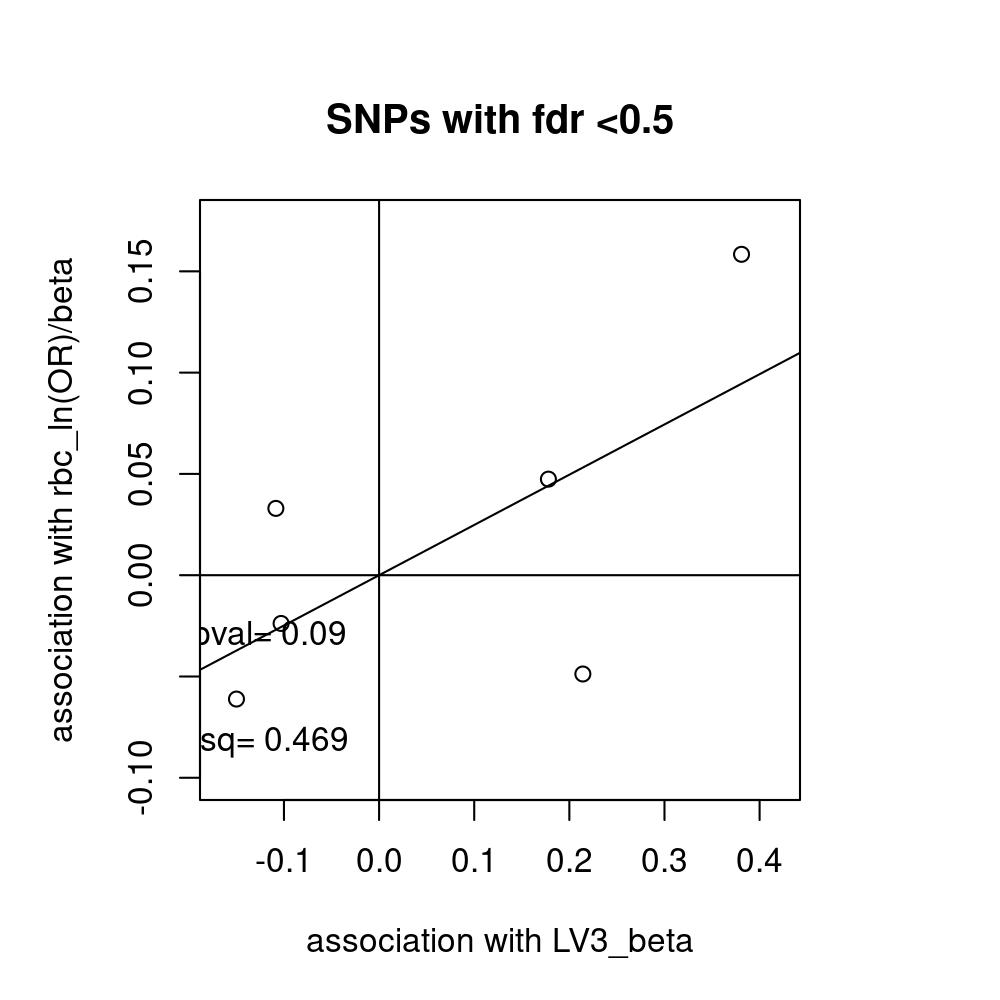 SNPs with fdr <0.5
association with rbc_ln(OR)/beta
0.15
0.10
0.05
0.00
-0.10
pval= 0.09
sq= 0.469
-0.1 0.0 0.1 0.2 0.3 0.4
association with LV3_beta